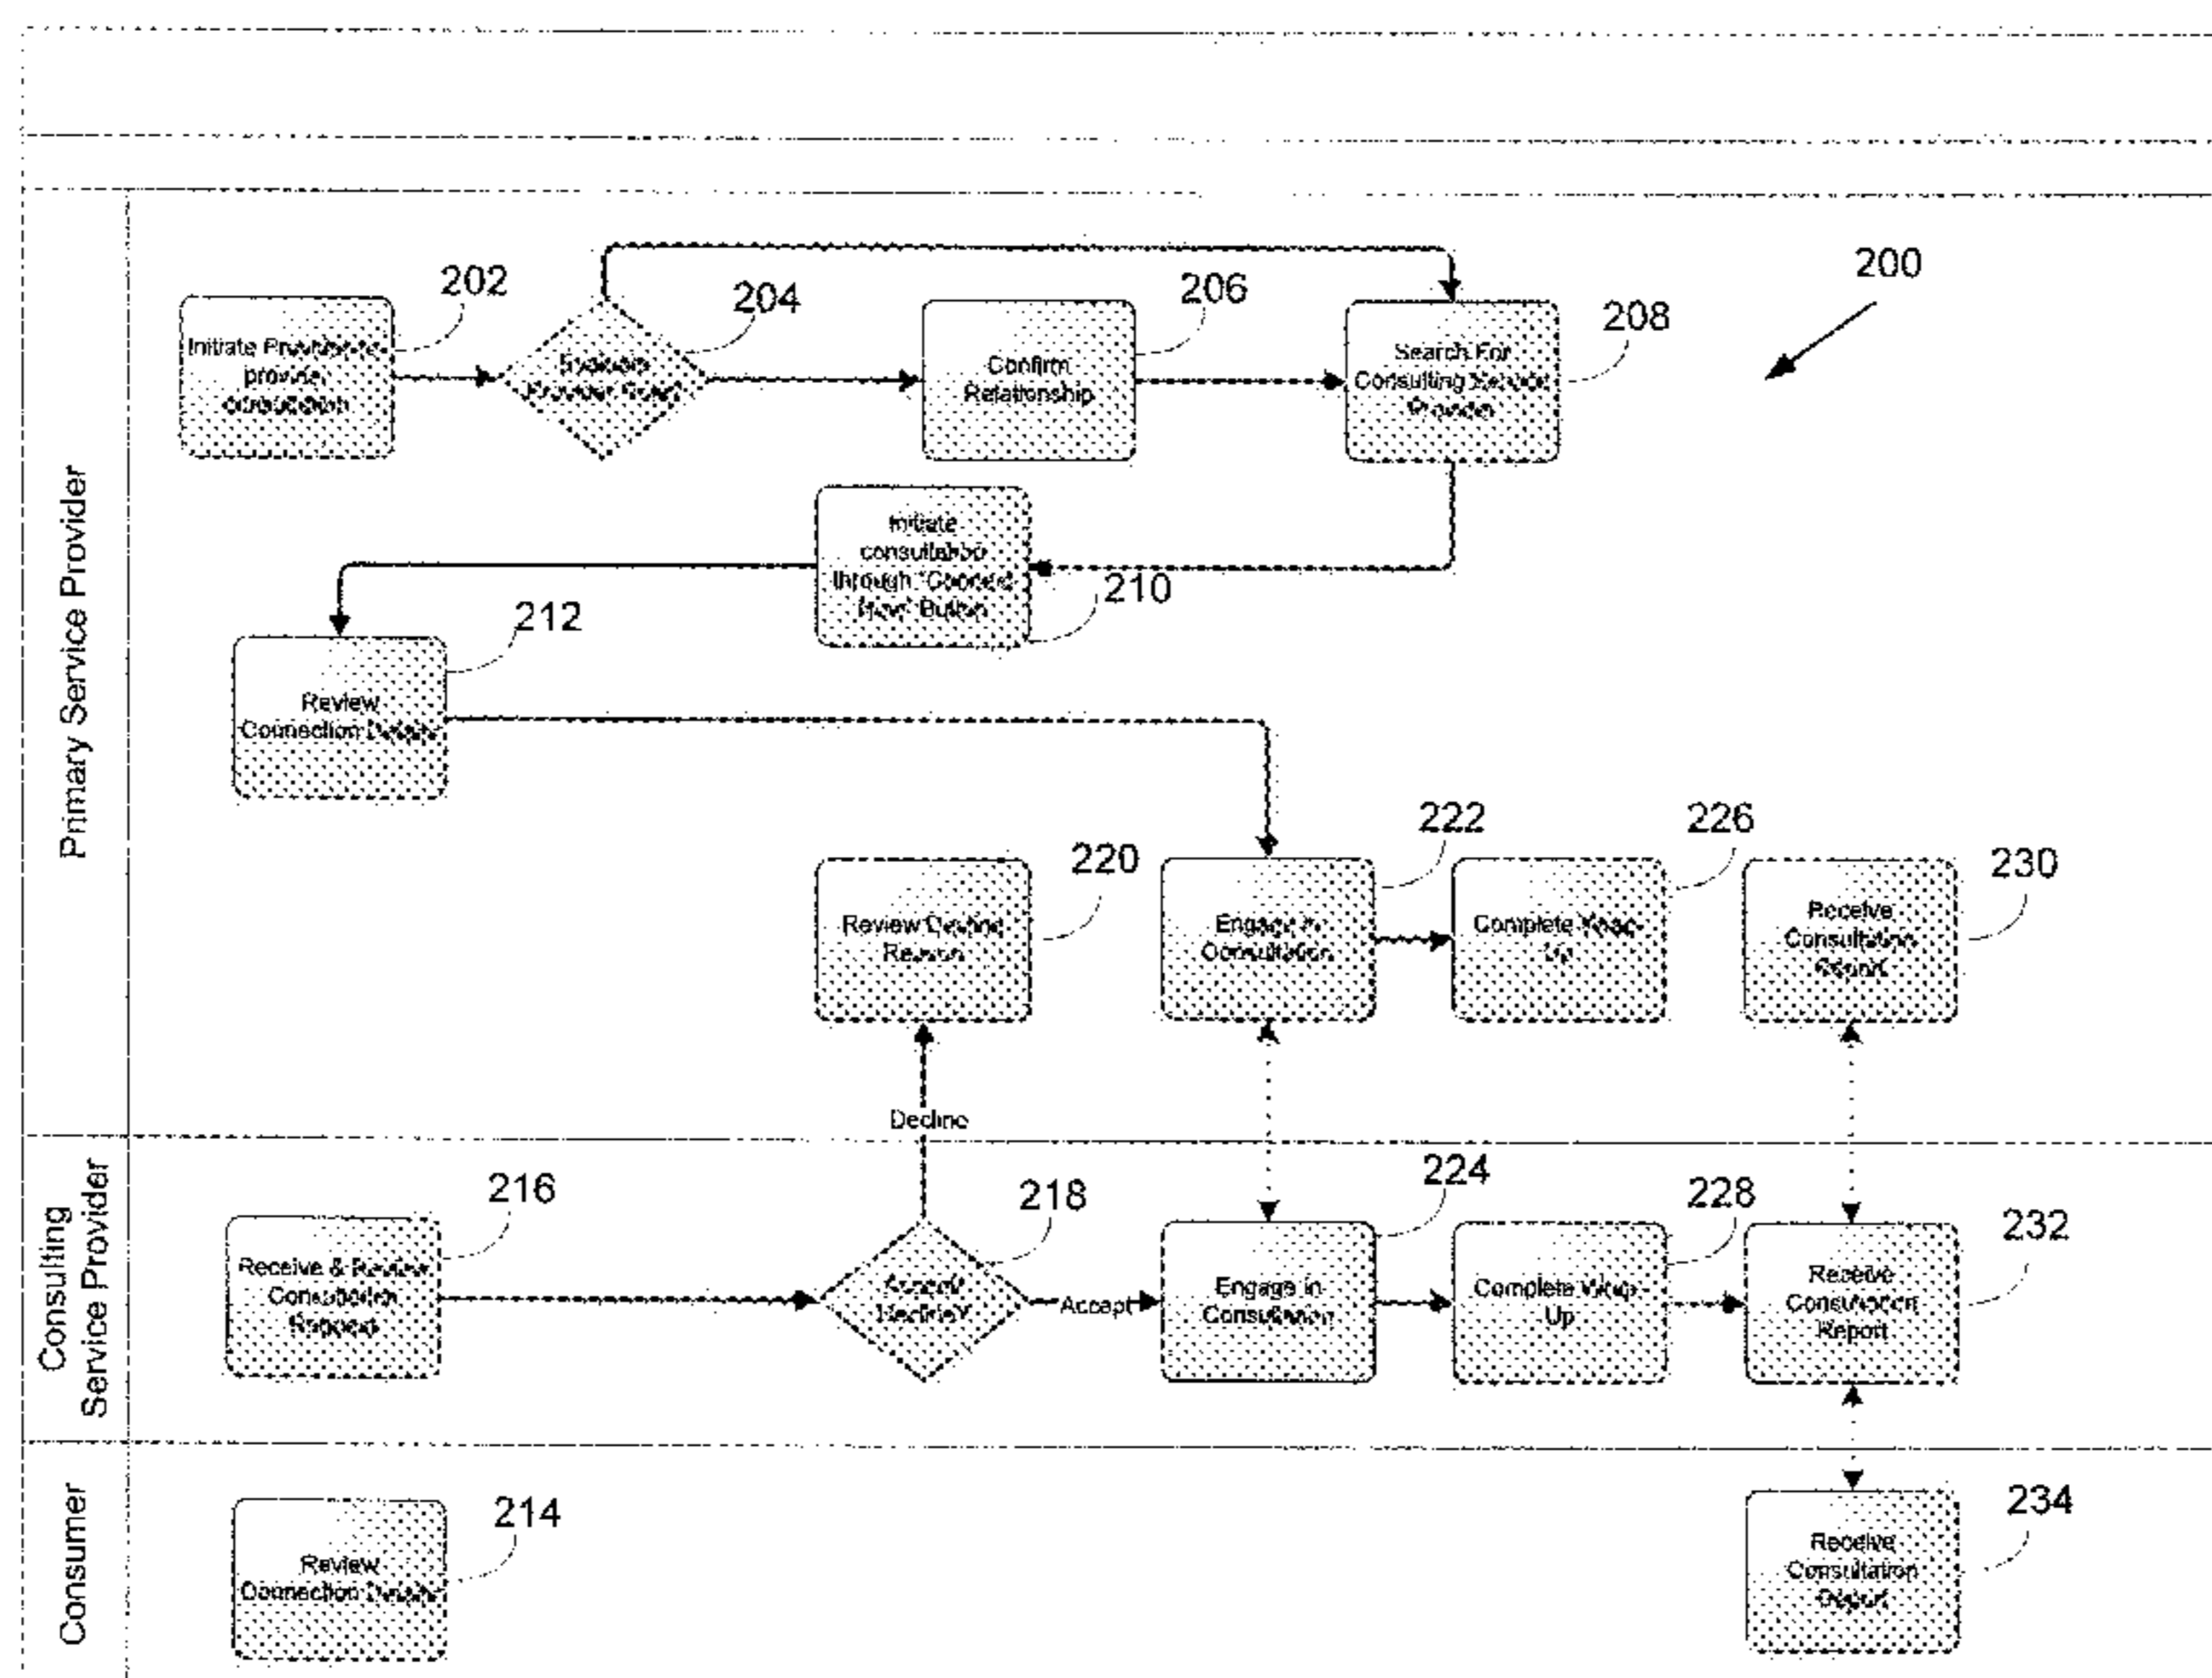 200
202
Initiate
204
206
Confirm
Relationship
208
Search For
Consulting
Provider
Initiate
through
Button
210
212
Review
Connection
Primary Service Provider
220
Review
Reason
222
Engage in
Consultation
226
Complete
Up
230
Receive
Consultation
Decline
Consulting
Service Provider
216
Receive & Review
218
Accept
224
Engage in
Consultation
228
Complete
Up
232
Receive
Consultation
Report
Consumer
214
Review
Connection
234
Receive
Consultation
Report